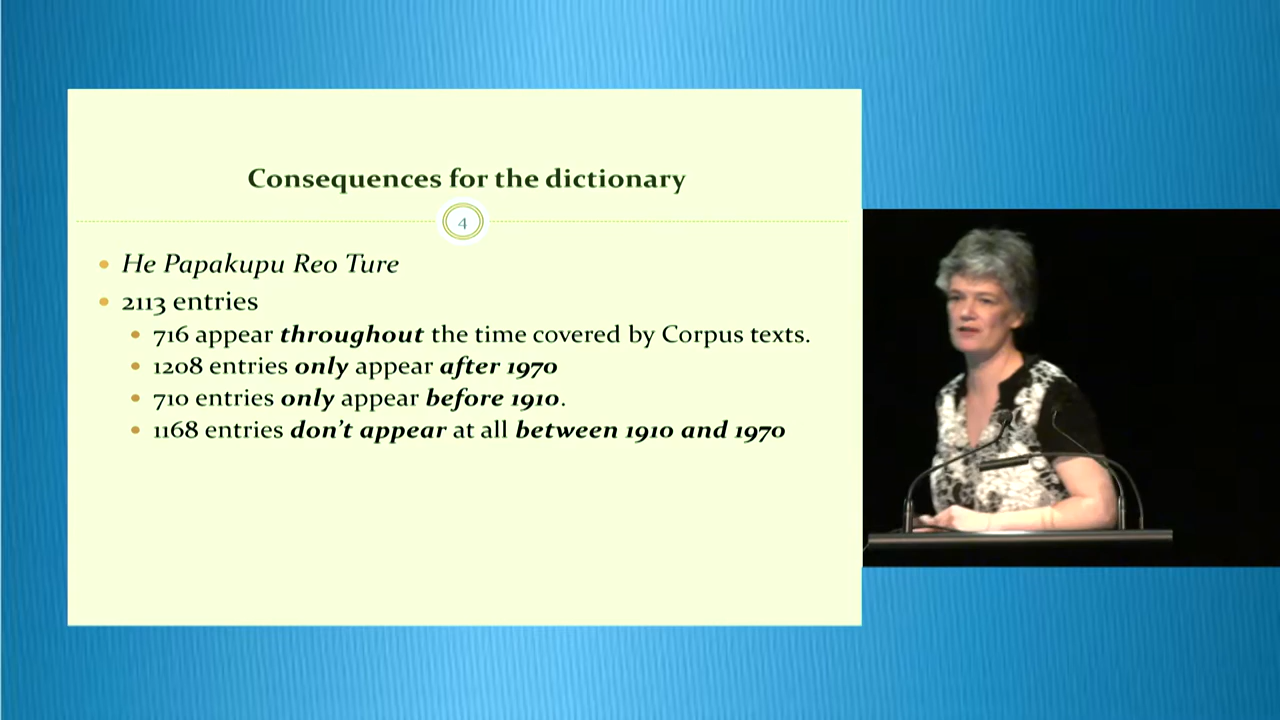 Consequences for the dictionary
4
He Papakupu Reo Ture
2113 entries
716 appear throughout the time covered by Corpus texts.
1208 entries only appear after 1970
710 entries only appear before 1910.
1168 entries don't appear at all between 1910 and 1970